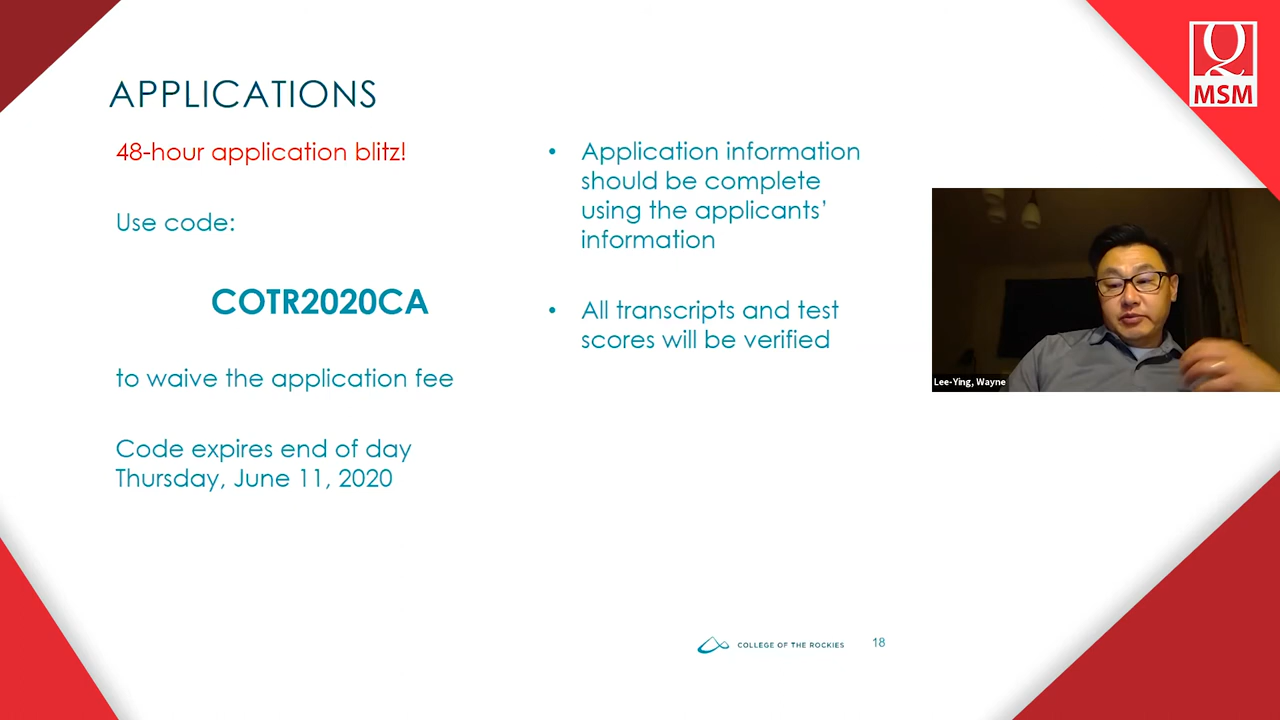 APPLICATIONS
48-hour application blitz!
Use code:
COTR2020CA
to waive the application fee
Code expires end of day
Thursday, June 11, 2020
• Application information
should be complete
using the applicants’
information
• All transcripts and test
scores will be verified
MSM
Lee-Ying, Wayne
COLLEGE OF THE ROCKIES
18